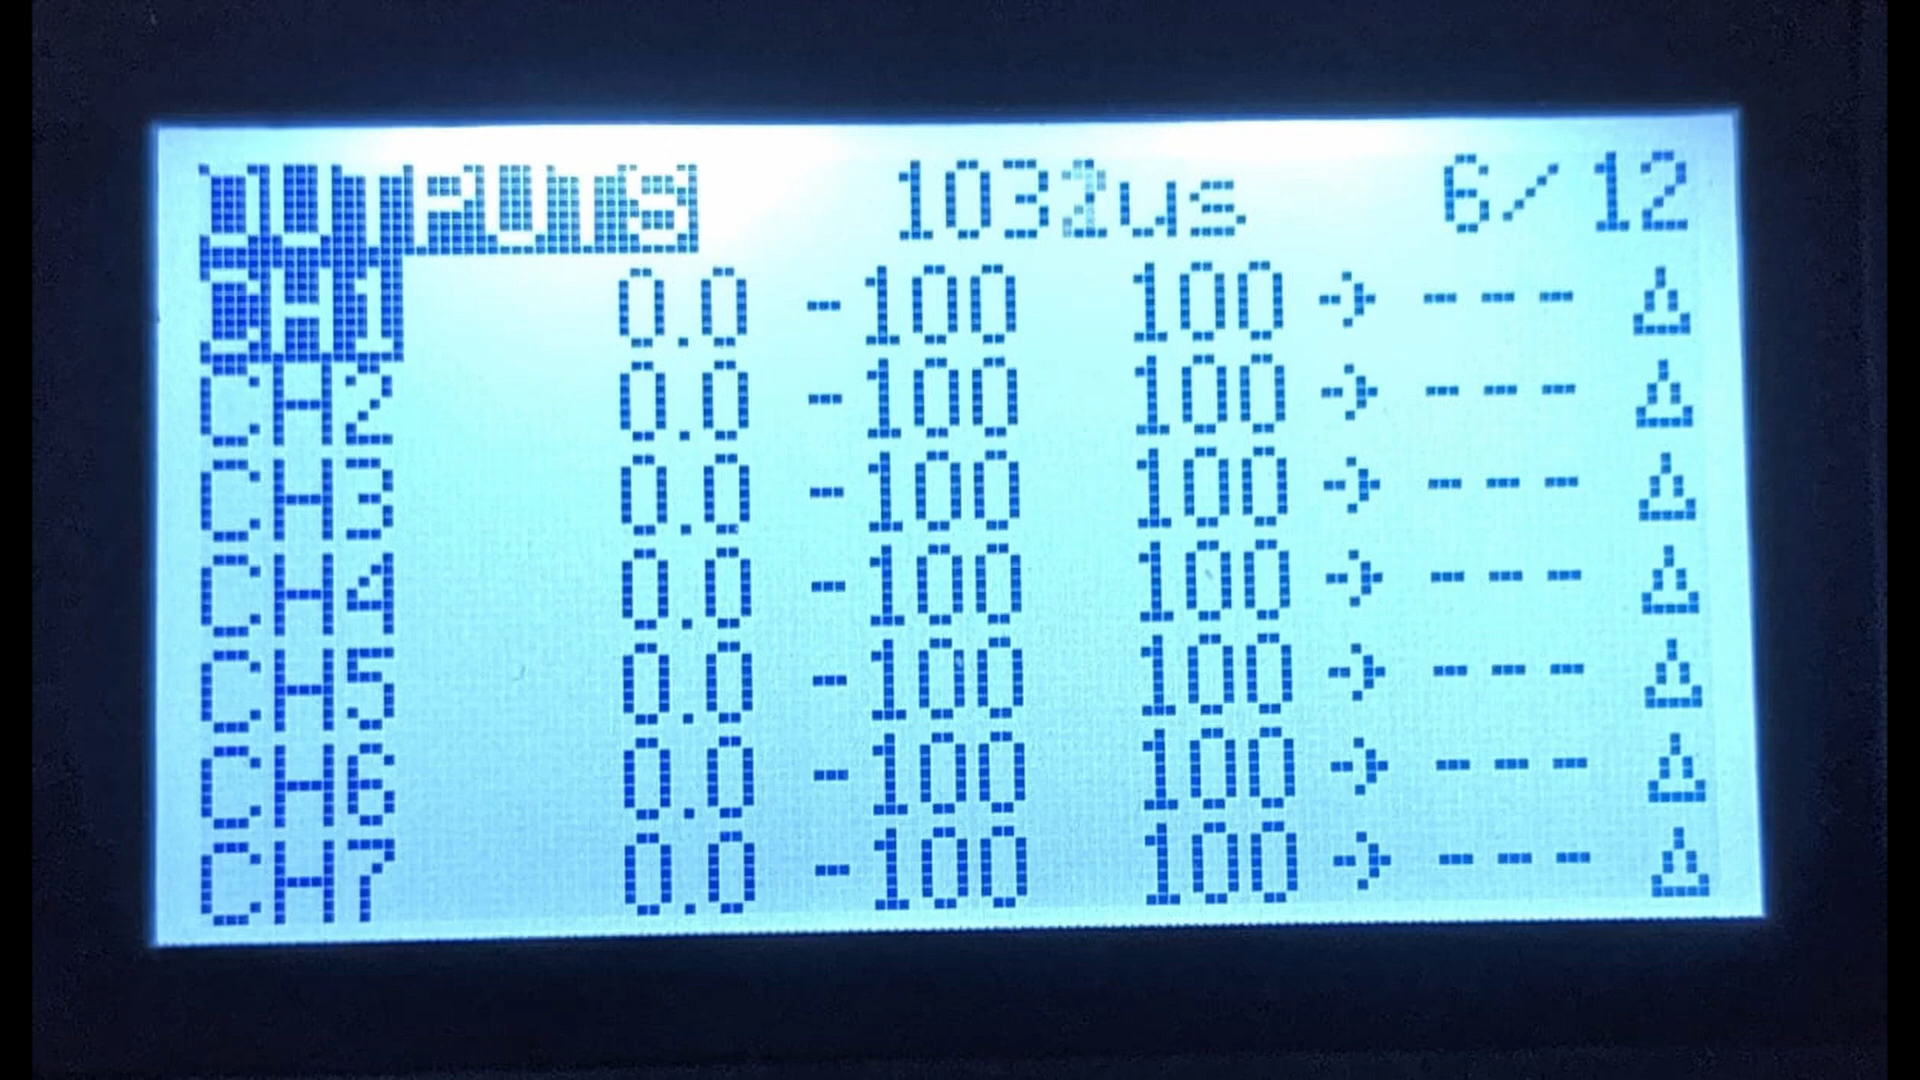 OUTPUTS 1032us 6/12
CH1 0.0 -100 100 → --- Δ
CH2 0.0 -100 100 → --- Δ
CH3 0.0 -100 100 → --- Δ
CH4 0.0 -100 100 → --- Δ
CH5 0.0 -100 100 → --- Δ
CH6 0.0 -100 100 → --- Δ
CH7 0.0 -100 100 → --- Δ